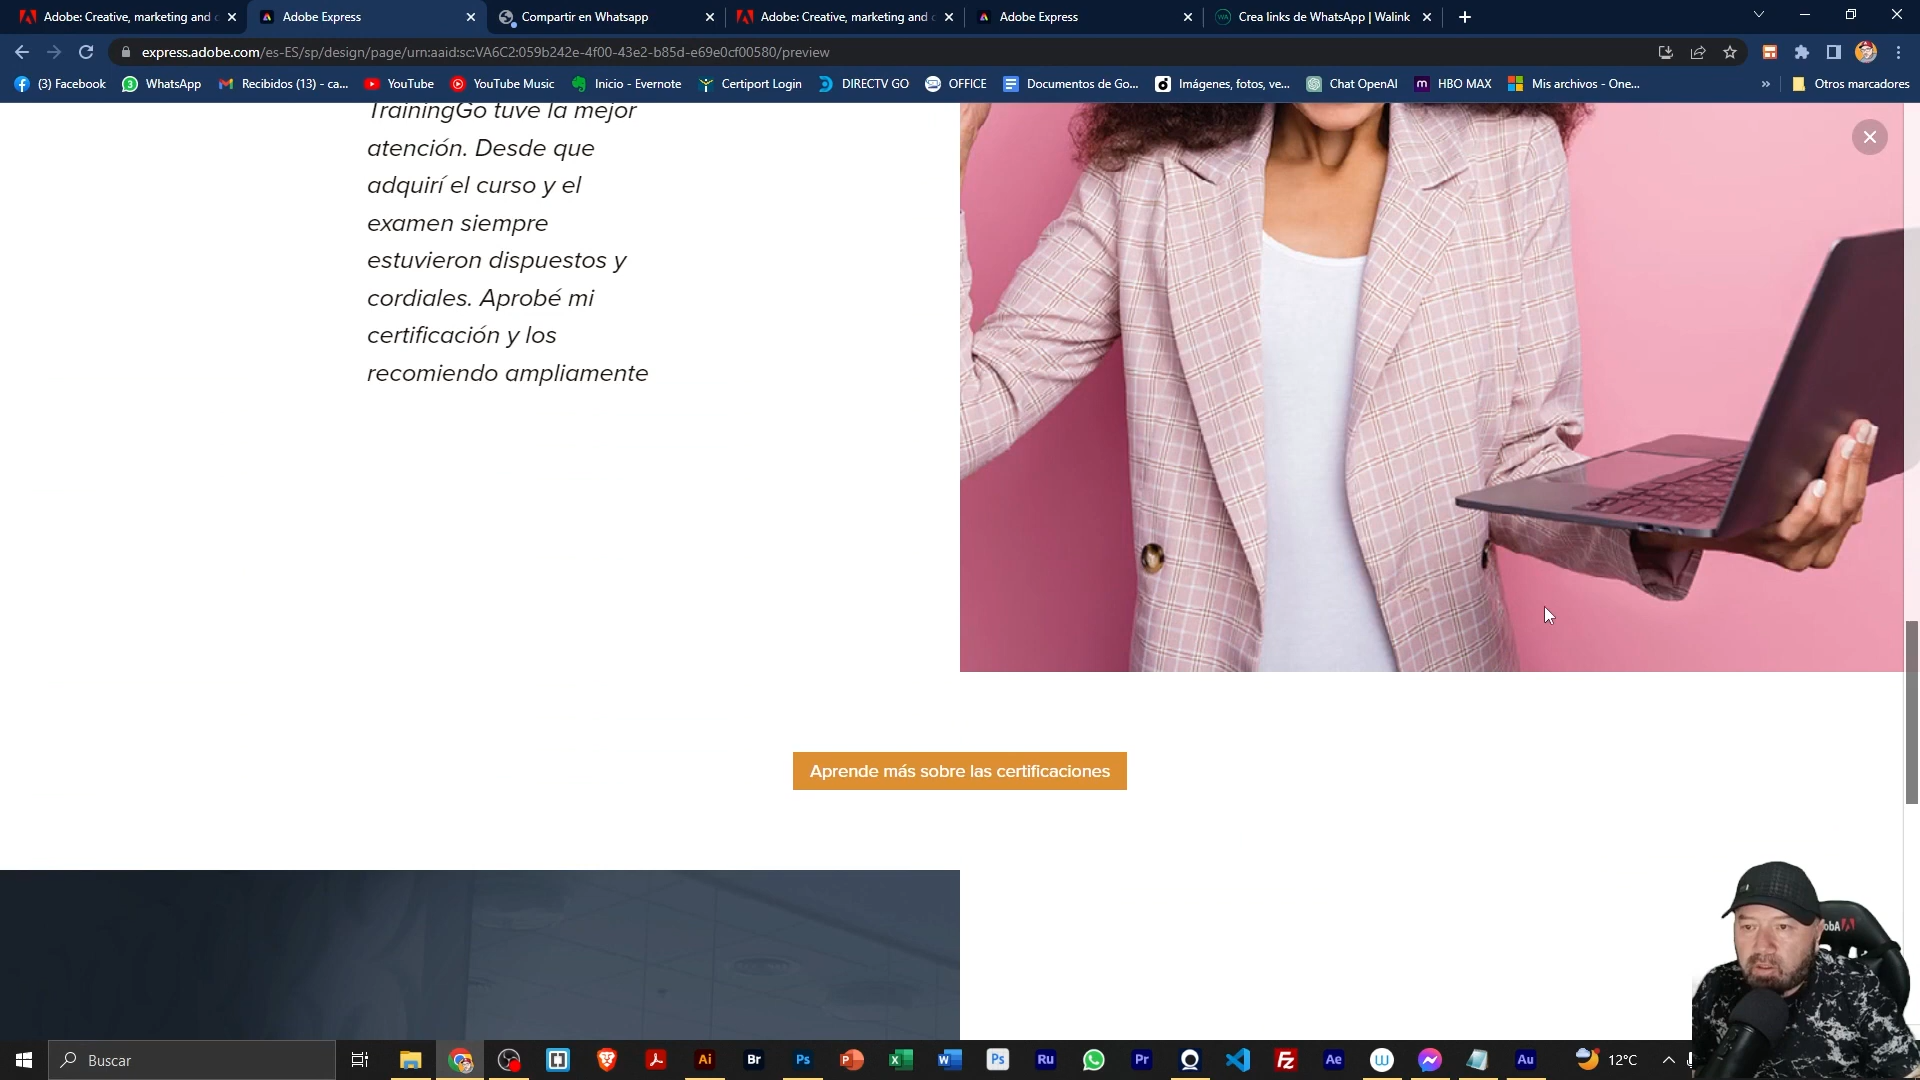 Adobe: Creative, marketing and c
Adobe Express
Compartir en Whatsapp
Adobe: Creative, marketing and c
Adobe Express
Crea links de WhatsApp | Walink
express.adobe.com/es-ES/sp/design/page/urn:aaid:sc:VA6C2:059b242e-4f00-43e2-b85d-e69e0cf00580/preview
(3) Facebook
WhatsApp
Recibidos (13) - ca...
YouTube
YouTube Music
Inicio - Evernote
Certiport Login
DIRECTV GO
OFFICE
Documentos de Go...
Imágenes, fotos, ve...
Chat OpenAI
HBO MAX
Mis archivos - One...
Otros marcadores
TrainingGo tuve la mejor
atención. Desde que
adquirí el curso y el
examen siempre
estuvieron dispuestos y
cordiales. Aprobé mi
certificación y los
recomiendo ampliamente
Aprende más sobre las certificaciones
Buscar
12°C